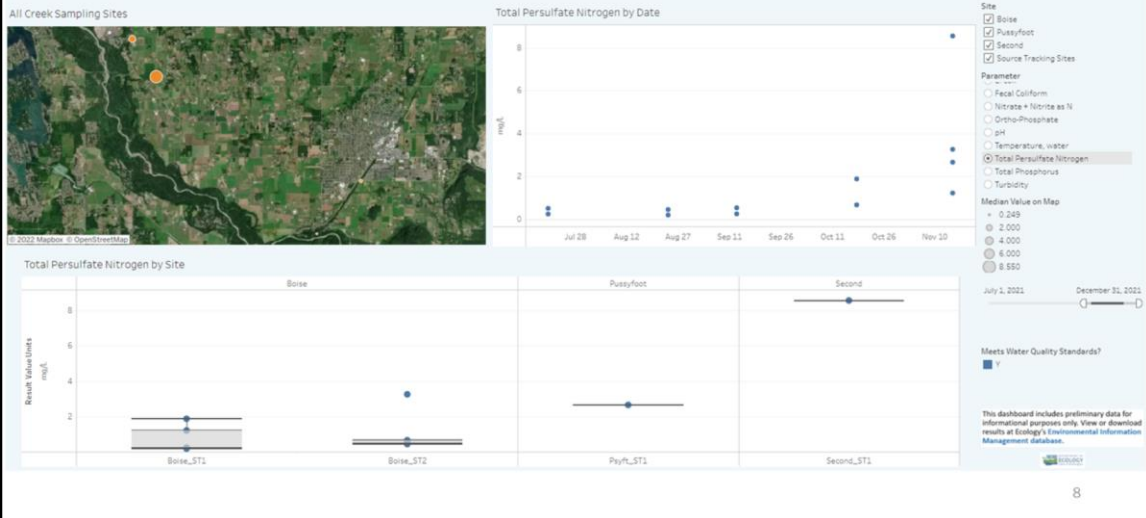 All Creek Sampling Sites
© 2022 Mapbox © OpenStreetMap
Total Persulfate Nitrogen by Date
8
6
4
2
0
mg/L
Jul 28
Aug 12
Aug 27
Sep 11
Sep 26
Oct 11
Oct 26
Nov 10
Site
Boise
Pussyfoot
Second
Source Tracking Sites
Parameter
Fecal Coliform
Nitrate + Nitrite as N
Ortho-Phosphate
pH
Temperature, water
Total Persulfate Nitrogen
Total Phosphorus
Turbidity
Median Value on Map
0.249
2.000
4.000
6.000
8.550
July 1, 2021
December 31, 2021
Meets Water Quality Standards?
Y
This dashboard includes preliminary data for
informational purposes only. View or download
results at Ecology's Environmental Information
Management database.
ECOLOGY
Total Persulfate Nitrogen by Site
Boise
Pussyfoot
Second
Result Value Units
mg/L
8
6
4
2
Boise_ST1
Boise_ST2
Psyft_ST1
Second_ST1
8